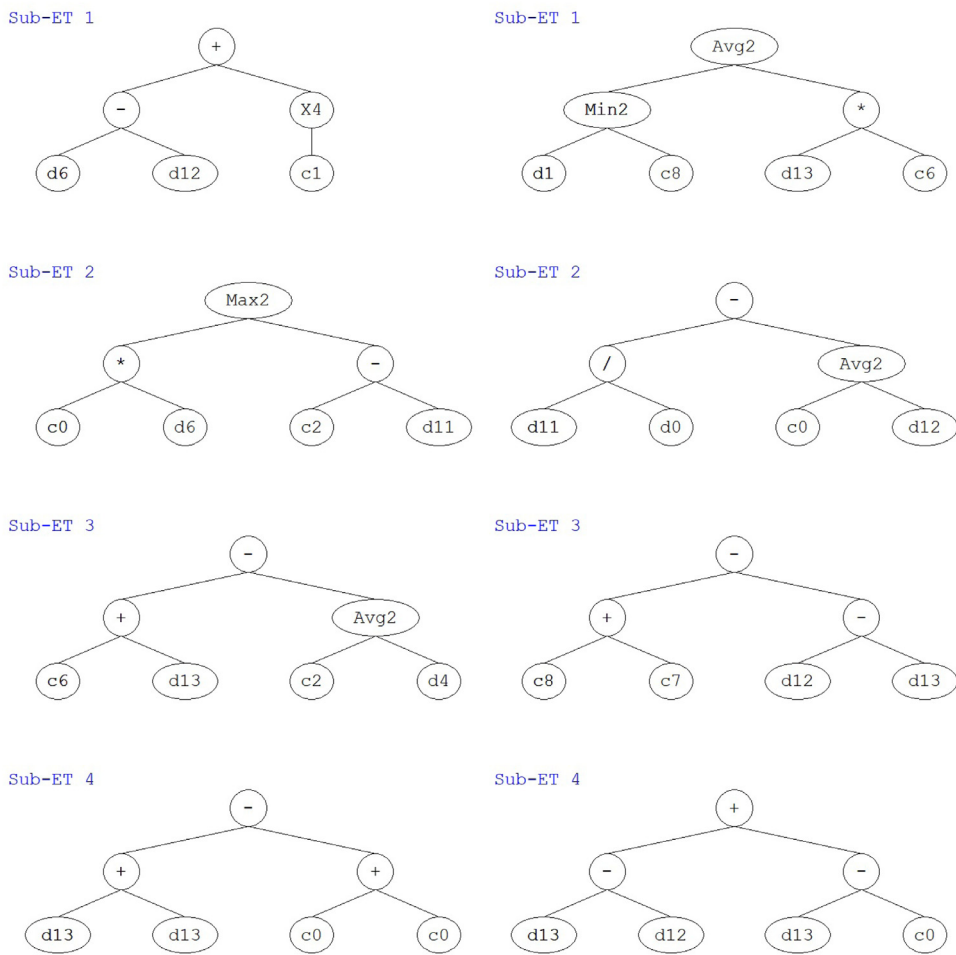 Sub-ET 1 Sub-ET 1
+ Avg2
- X4 Min2 *
d6 d12 c1 d1 c8 d13 c6
Sub-ET 2 Sub-ET 2
Max2 -
* - / Avg2
c0 d6 c2 d11 d11 d0 c0 d12
Sub-ET 3 Sub-ET 3
- -
+ Avg2 + -
c6 d13 c2 d4 c8 c7 d12 d13
Sub-ET 4 Sub-ET 4
- +
+ + - -
d13 d13 c0 c0 d13 d12 d13 c0